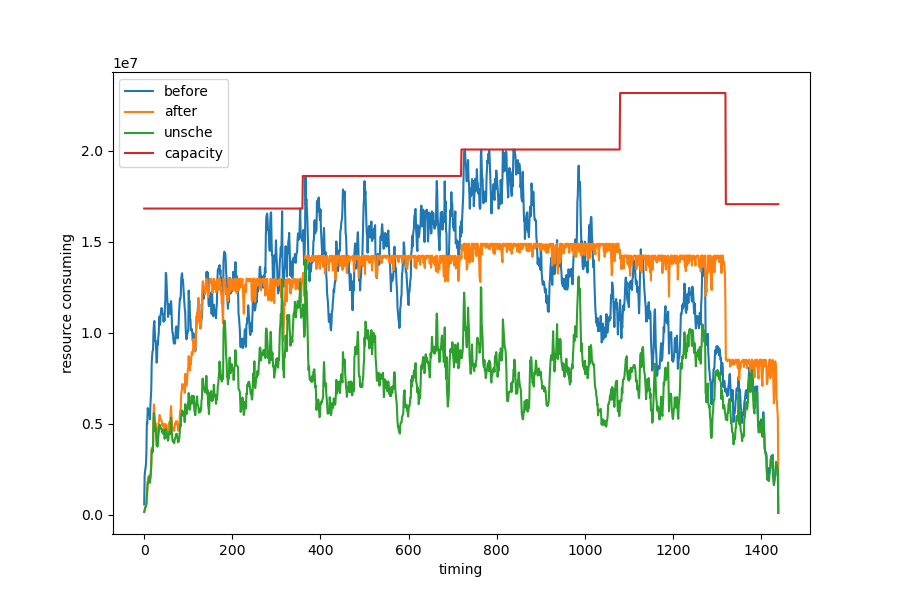 1e7
before
after
unsche
capacity
2.0
1.5
1.0
0.5
0.0
resource consuming
0 200 400 600 800 1000 1200 1400
timing